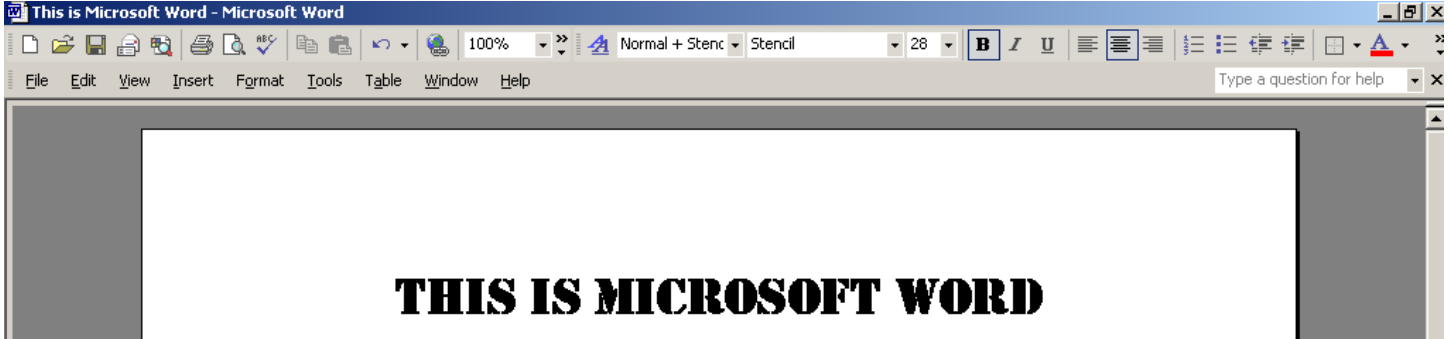 This is Microsoft Word - Microsoft Word
100% Normal + Stenc Stencil 28 B I U A
File Edit View Insert Format Tools Table Window Help Type a question for help
THIS IS MICROSOFT WORD